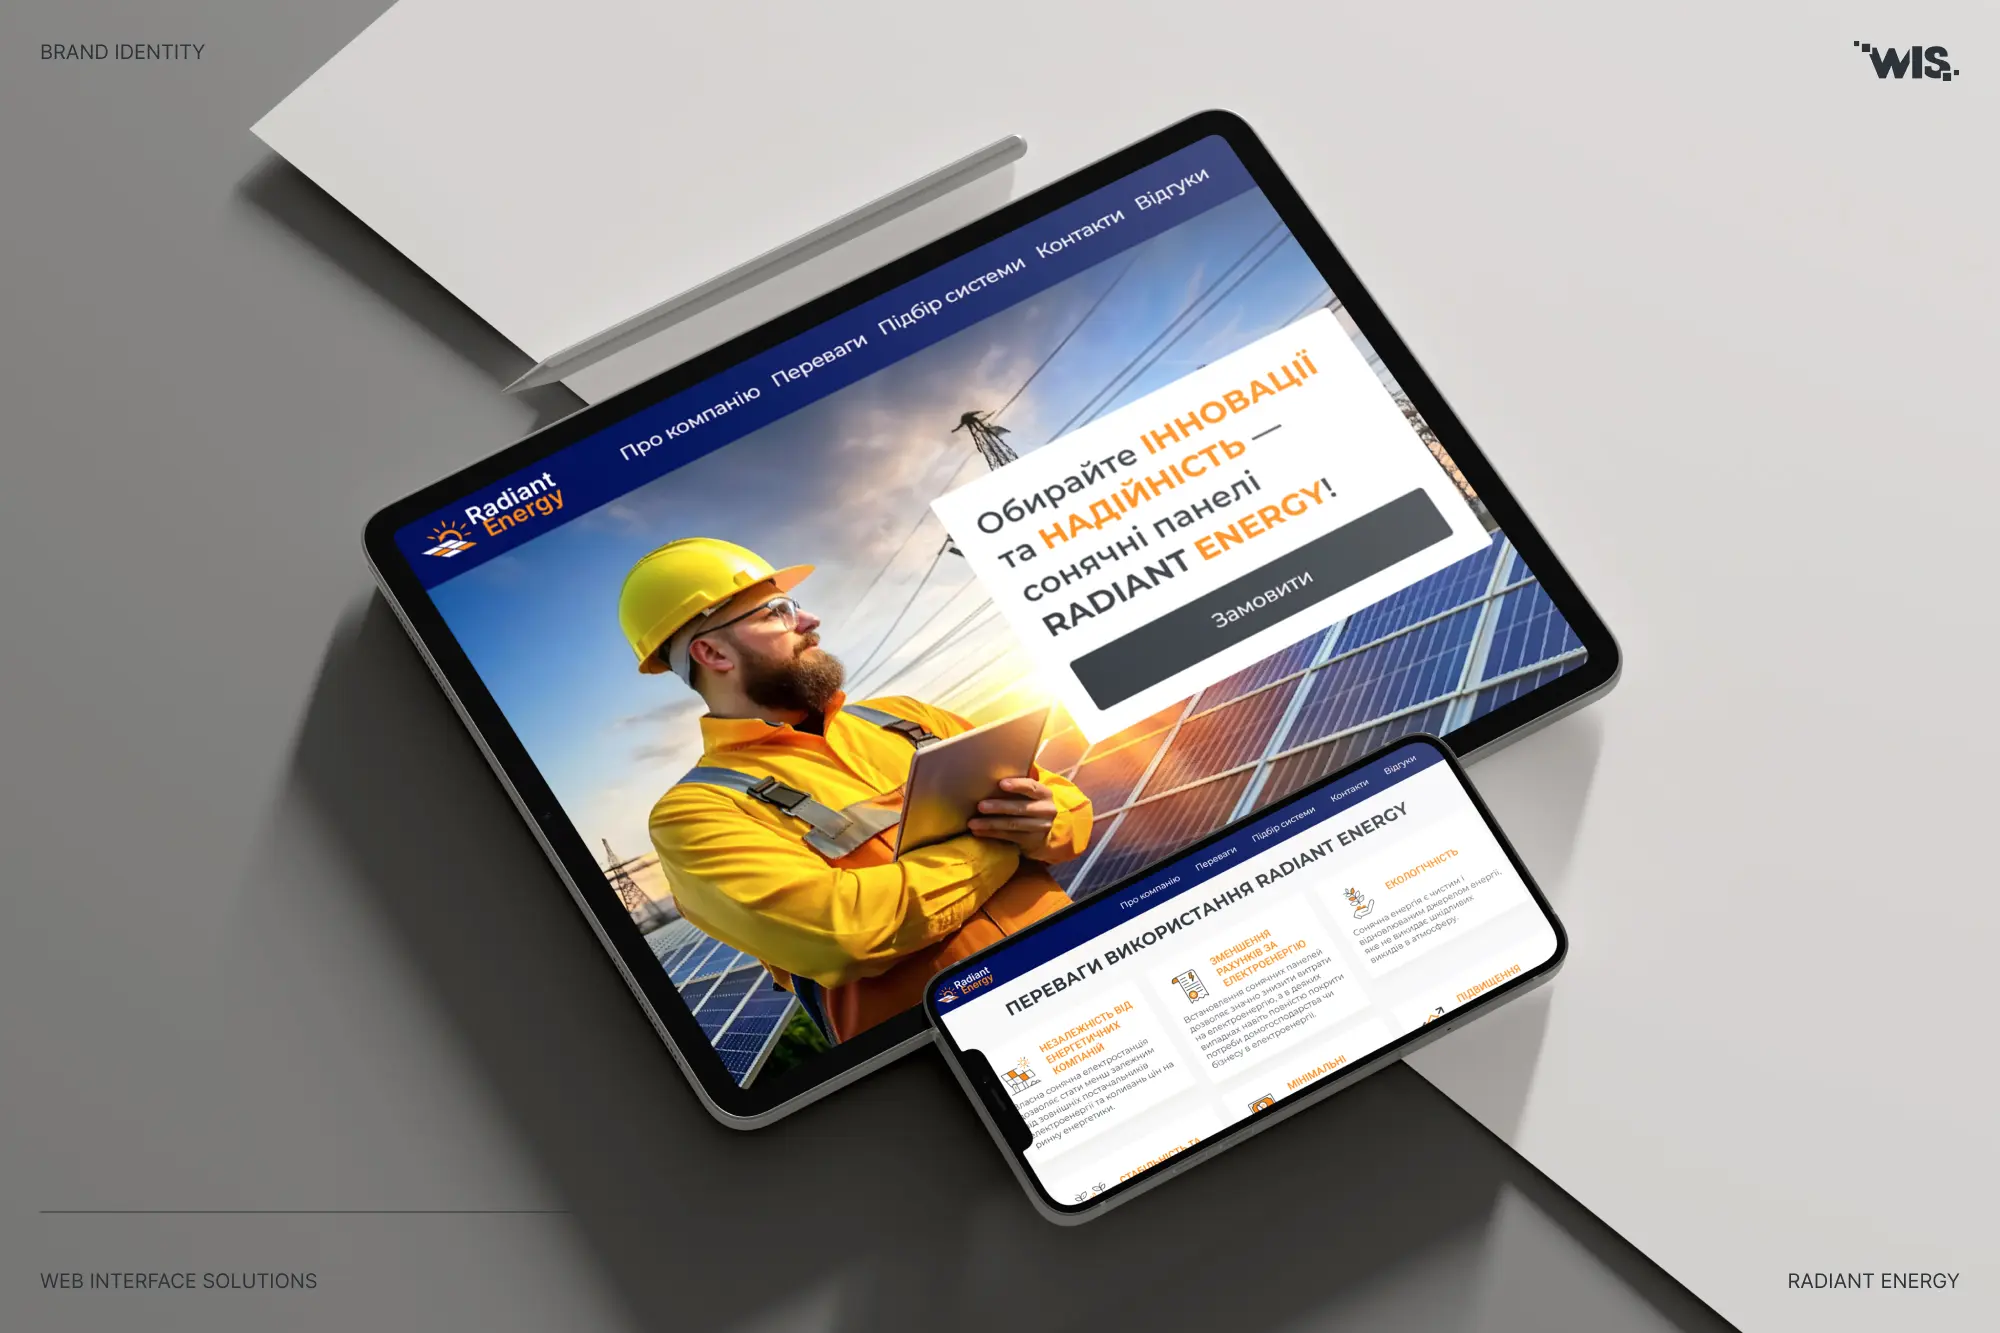 BRAND IDENTITY
WIS.
Radiant
Energy
Про компанію
Переваги
Підбір системи
Контакти
Відгуки
Обирайте ІННОВАЦІЇ
та НАДІЙНІСТЬ —
сонячні панелі
RADIANT ENERGY!
Замовити
Radiant
Energy
Про компанію
Переваги
Підбір системи
Контакти
Відгуки
ПЕРЕВАГИ ВИКОРИСТАННЯ RADIANT ENERGY
НЕЗАЛЕЖНІСТЬ ВІД
ЕНЕРГЕТИЧНИХ
КОМПАНІЙ
власна сонячна електростанція
дозволяє стати менш залежним
від зовнішніх постачальників
електроенергії та коливань цін на
ринку енергетики.
ЗМЕНШЕННЯ
РАХУНКІВ ЗА
ЕЛЕКТРОЕНЕРГІЮ
Встановлення сонячних панелей
дозволяє значно знизити витрати
на електроенергію, а в деяких
випадках навіть повністю покрити
потреби домогосподарства чи
бізнесу в електроенергії.
ЕКОЛОГІЧНІСТЬ
Сонячна енергія є чистим і
відновлюваним джерелом енергії,
яке не викидає шкідливих
викидів в атмосферу.
СТАБІЛЬНІСТЬ ТА
МІНІМАЛЬНІ
ПІДВИЩЕННЯ
WEB INTERFACE SOLUTIONS
RADIANT ENERGY